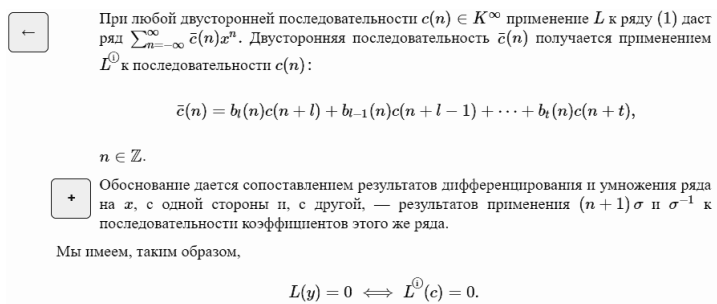 При любой двусторонней последовательности c(n) ∈ K^∞ применение L к ряду (1) даст
← ряд ∑_{n=−∞}^{∞} c̄(n)xⁿ. Двусторонняя последовательность c̄(n) получается применением
L^ⓘ к последовательности c(n):
c̄(n) = b_l(n)c(n + l) + b_{l−1}(n)c(n + l − 1) + ⋯ + b_t(n)c(n + t),
n ∈ ℤ.
Обоснование дается сопоставлением результатов дифференцирования и умножения ряда
+ на x, с одной стороны и, с другой, — результатов применения (n + 1)σ и σ^{−1} к
последовательности коэффициентов этого же ряда.
Мы имеем, таким образом,
L(y) = 0 ⟺ L^ⓘ(c) = 0.